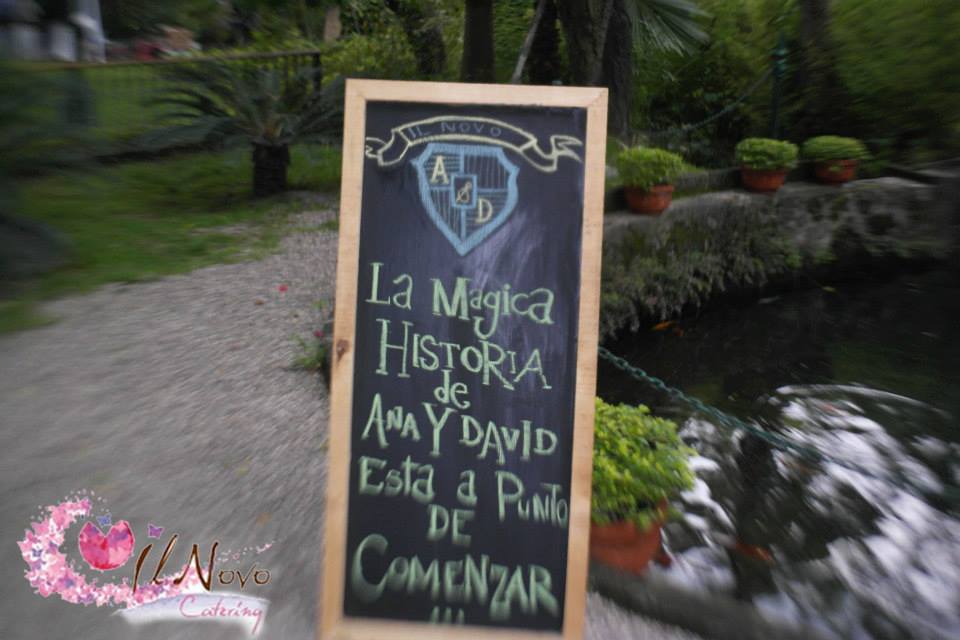 IL NOVO
A
D
La Magica
HISTORIA
de
ANA Y DAVID
Esta a Punto
DE
COMENZAR
!!!
Il Novo
Catering